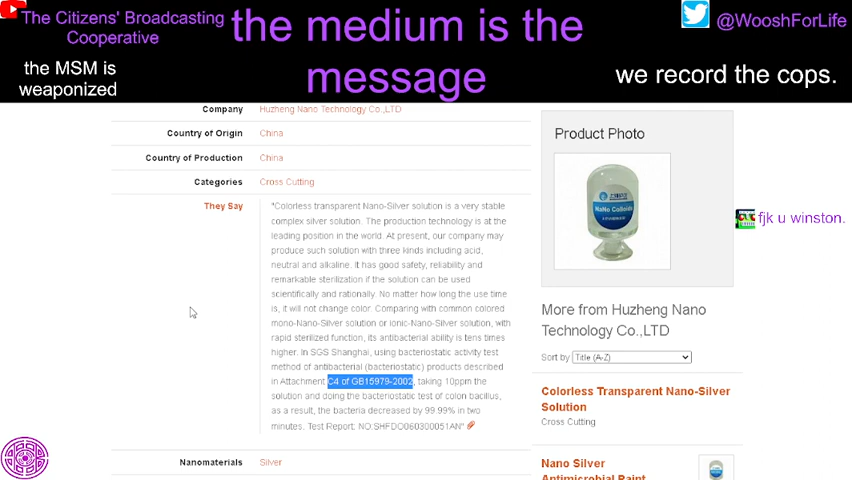 The Citizens' Broadcasting
Cooperative
the medium is the
message
@WooshForLife
the MSM is
weaponized
we record the cops.
Company Huzheng Nano Technology Co.,LTD
Country of Origin China
Country of Production China
Categories Cross Cutting
They Say "Colorless transparent Nano-Silver solution is a very stable
complex silver solution. The production technology is at the
leading position in the world. At present, our company may
produce such solution with three kinds including acid,
neutral and alkaline. It has good safety, reliability and
remarkable sterilization if the solution can be used
scientifically and rationally. No matter how long the use time
is, it will not change color. Comparing with common colored
mono-Nano-Silver solution or ionic-Nano-Silver solution, with
rapid sterilized function, its antibacterial ability is ten times
higher. In SGS Shanghai, using bacteriostatic activity test
method of antibacterial (bacteriostatic) products described
in Attachment C4 of GB15979-2002, taking 10ppm the
solution and doing the bacteriostatic test of colon bacillus,
as a result, the bacteria decreased by 99.99% in two
minutes. Test Report: NO:SHFDO060300051AN"
Nanomaterials Silver
Product Photo
NaNo Colloids
fjk u winston.
More from Huzheng Nano
Technology Co.,LTD
Sort by Title (A-Z)
Colorless Transparent Nano-Silver
Solution
Cross Cutting
Nano Silver
Antimicrobial Paint